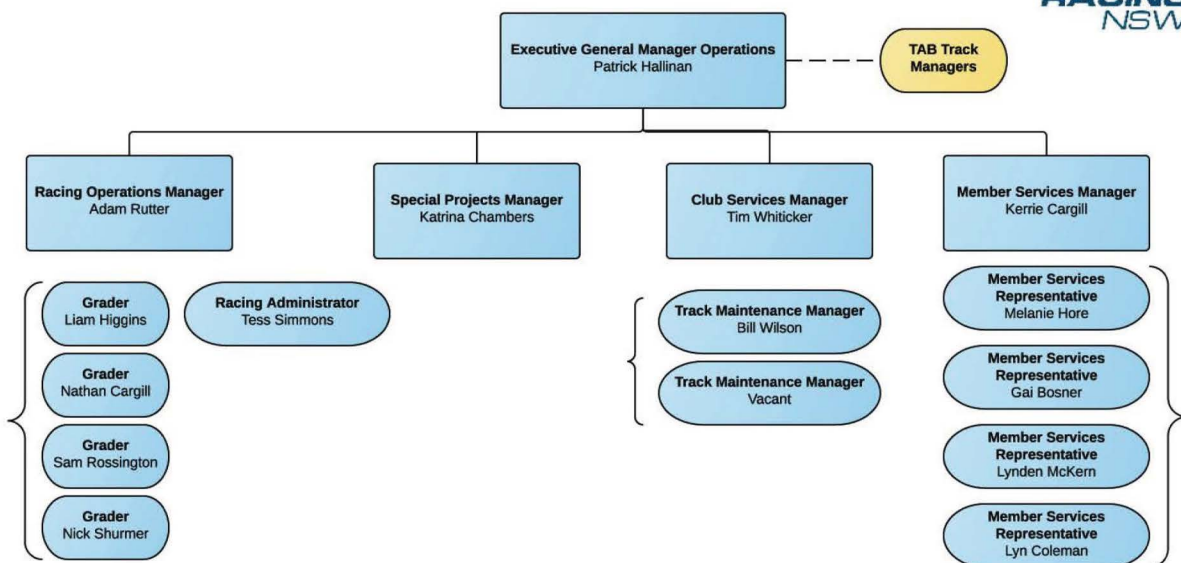 NSW
Executive General Manager Operations
Patrick Hallinan
TAB Track
Managers
Racing Operations Manager
Adam Rutter
Special Projects Manager
Katrina Chambers
Club Services Manager
Tim Whiticker
Member Services Manager
Kerrie Cargill
Grader
Liam Higgins
Racing Administrator
Tess Simmons
Grader
Nathan Cargill
Grader
Sam Rossington
Grader
Nick Shurmer
Track Maintenance Manager
Bill Wilson
Track Maintenance Manager
Vacant
Member Services
Representative
Melanie Hore
Member Services
Representative
Gai Bosner
Member Services
Representative
Lynden McKern
Member Services
Representative
Lyn Coleman